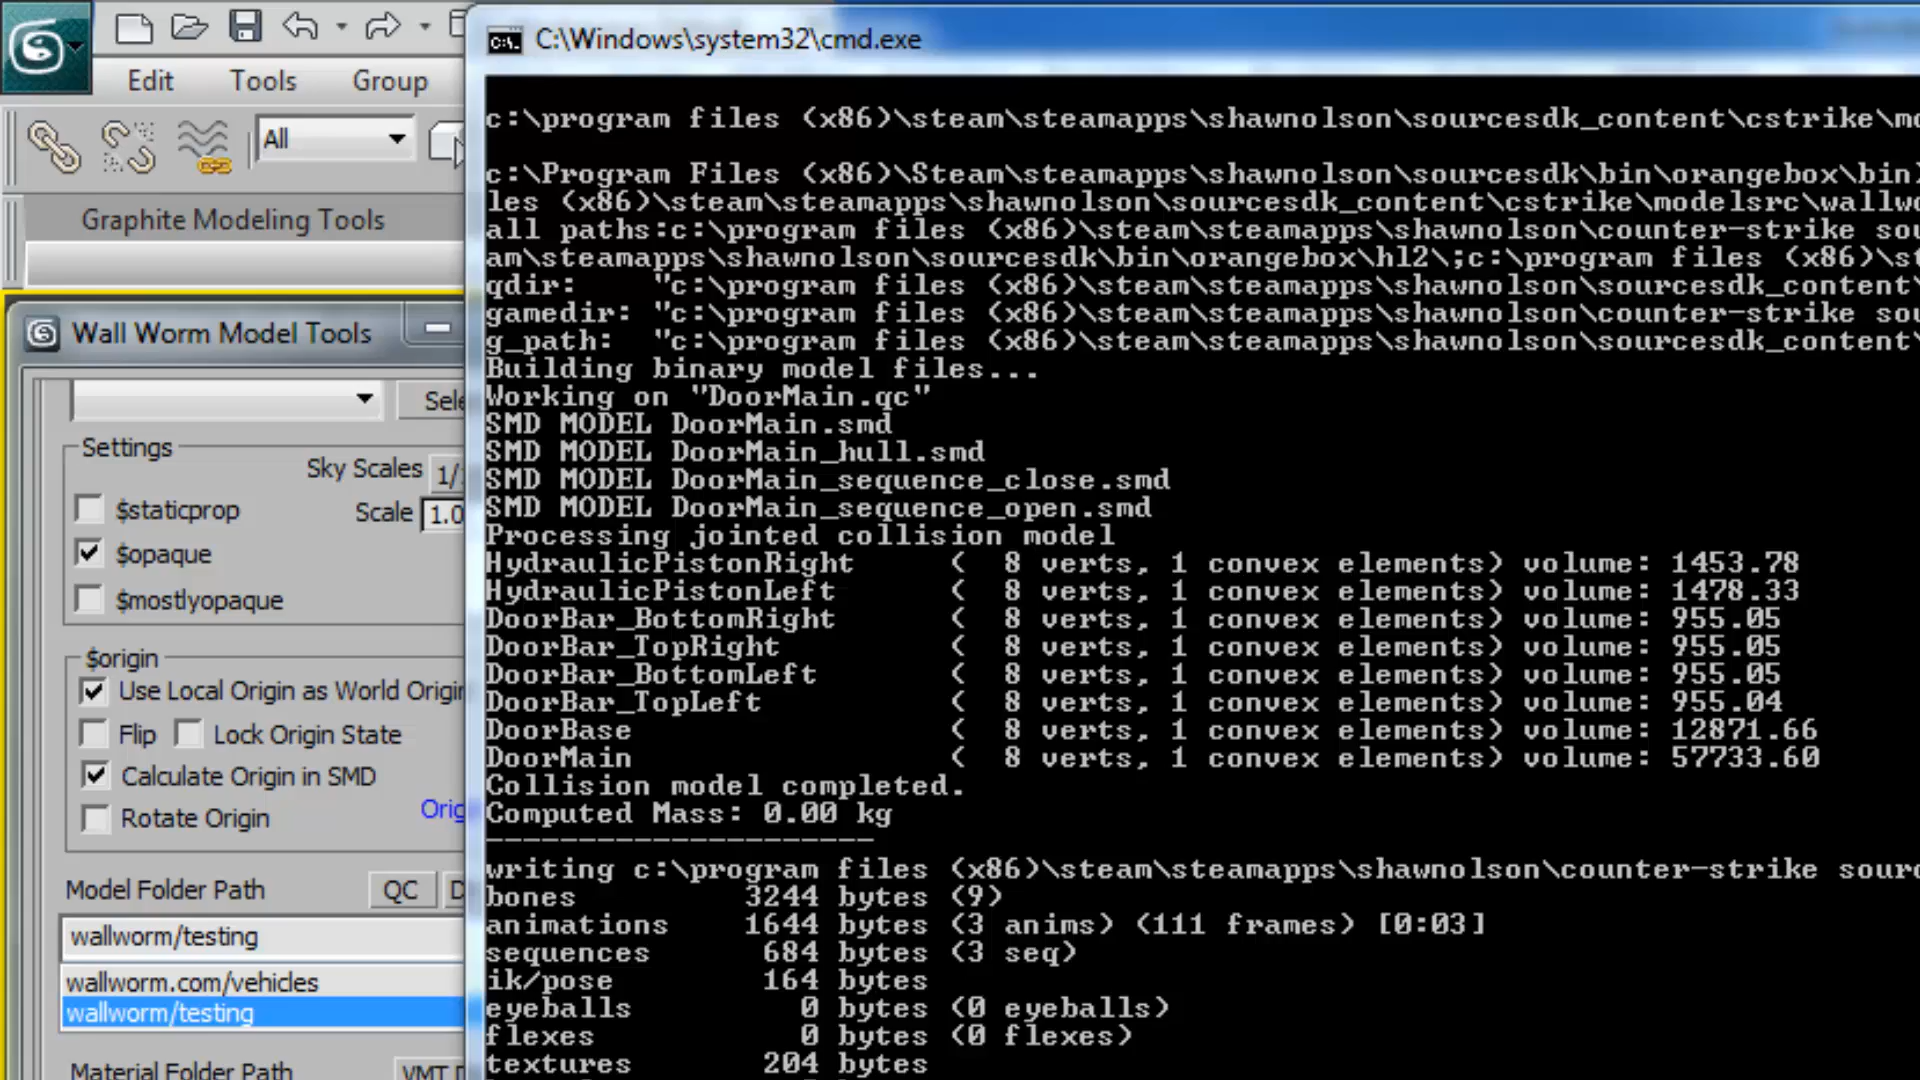 Edit Tools Group
All
Graphite Modeling Tools
Wall Worm Model Tools
Settings
Sky Scales
$staticprop
Scale 1.0
$opaque
$mostlyopaque
$origin
Use Local Origin as World Origin
Flip Lock Origin State
Calculate Origin in SMD
Rotate Origin
Model Folder Path QC
wallworm/testing
wallworm.com/vehicles
wallworm/testing
Material Folder Path VMT
C:\Windows\system32\cmd.exe
c:\program files (x86)\steam\steamapps\shawnolson\sourcesdk_content\cstrike\mo
c:\Program Files (x86)\Steam\steamapps\shawnolson\sourcesdk\bin\orangebox\bin\
les (x86)\steam\steamapps\shawnolson\sourcesdk_content\cstrike\modelsrc\wallwo
all paths:c:\program files (x86)\steam\steamapps\shawnolson\counter-strike sou
am\steamapps\shawnolson\sourcesdk\bin\orangebox\hl2\;c:\program files (x86)\st
qdir: "c:\program files (x86)\steam\steamapps\shawnolson\sourcesdk_content\
gamedir: "c:\program files (x86)\steam\steamapps\shawnolson\counter-strike sou
g_path: "c:\program files (x86)\steam\steamapps\shawnolson\sourcesdk_content\
Building binary model files...
Working on "DoorMain.qc"
SMD MODEL DoorMain.smd
SMD MODEL DoorMain_hull.smd
SMD MODEL DoorMain_sequence_close.smd
SMD MODEL DoorMain_sequence_open.smd
Processing jointed collision model
HydraulicPistonRight ( 8 verts, 1 convex elements) volume: 1453.78
HydraulicPistonLeft ( 8 verts, 1 convex elements) volume: 1478.33
DoorBar_BottomRight ( 8 verts, 1 convex elements) volume: 955.05
DoorBar_TopRight ( 8 verts, 1 convex elements) volume: 955.05
DoorBar_BottomLeft ( 8 verts, 1 convex elements) volume: 955.05
DoorBar_TopLeft ( 8 verts, 1 convex elements) volume: 955.04
DoorBase ( 8 verts, 1 convex elements) volume: 12871.66
DoorMain ( 8 verts, 1 convex elements) volume: 57733.60
Collision model completed.
Computed Mass: 0.00 kg
---------------------
writing c:\program files (x86)\steam\steamapps\shawnolson\counter-strike sourc
bones 3244 bytes (9)
animations 1644 bytes (3 anims) (111 frames) [0:03]
sequences 684 bytes (3 seq)
ik/pose 164 bytes
eyeballs 0 bytes (0 eyeballs)
flexes 0 bytes (0 flexes)
textures 204 bytes